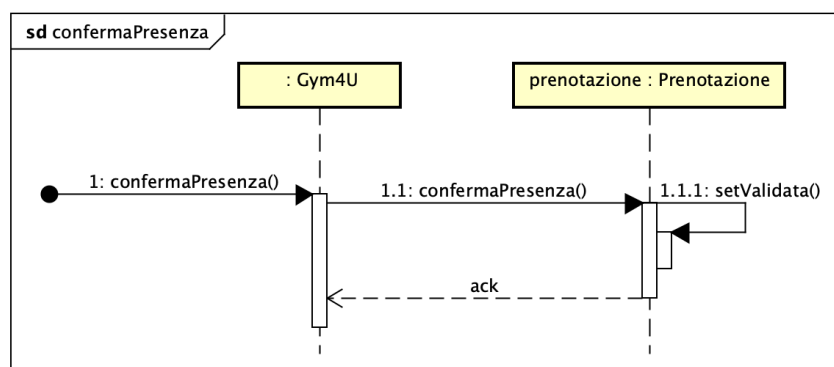 sd confermaPresenza
: Gym4U
prenotazione : Prenotazione
1: confermaPresenza()
1.1: confermaPresenza()
1.1.1: setValidata()
ack